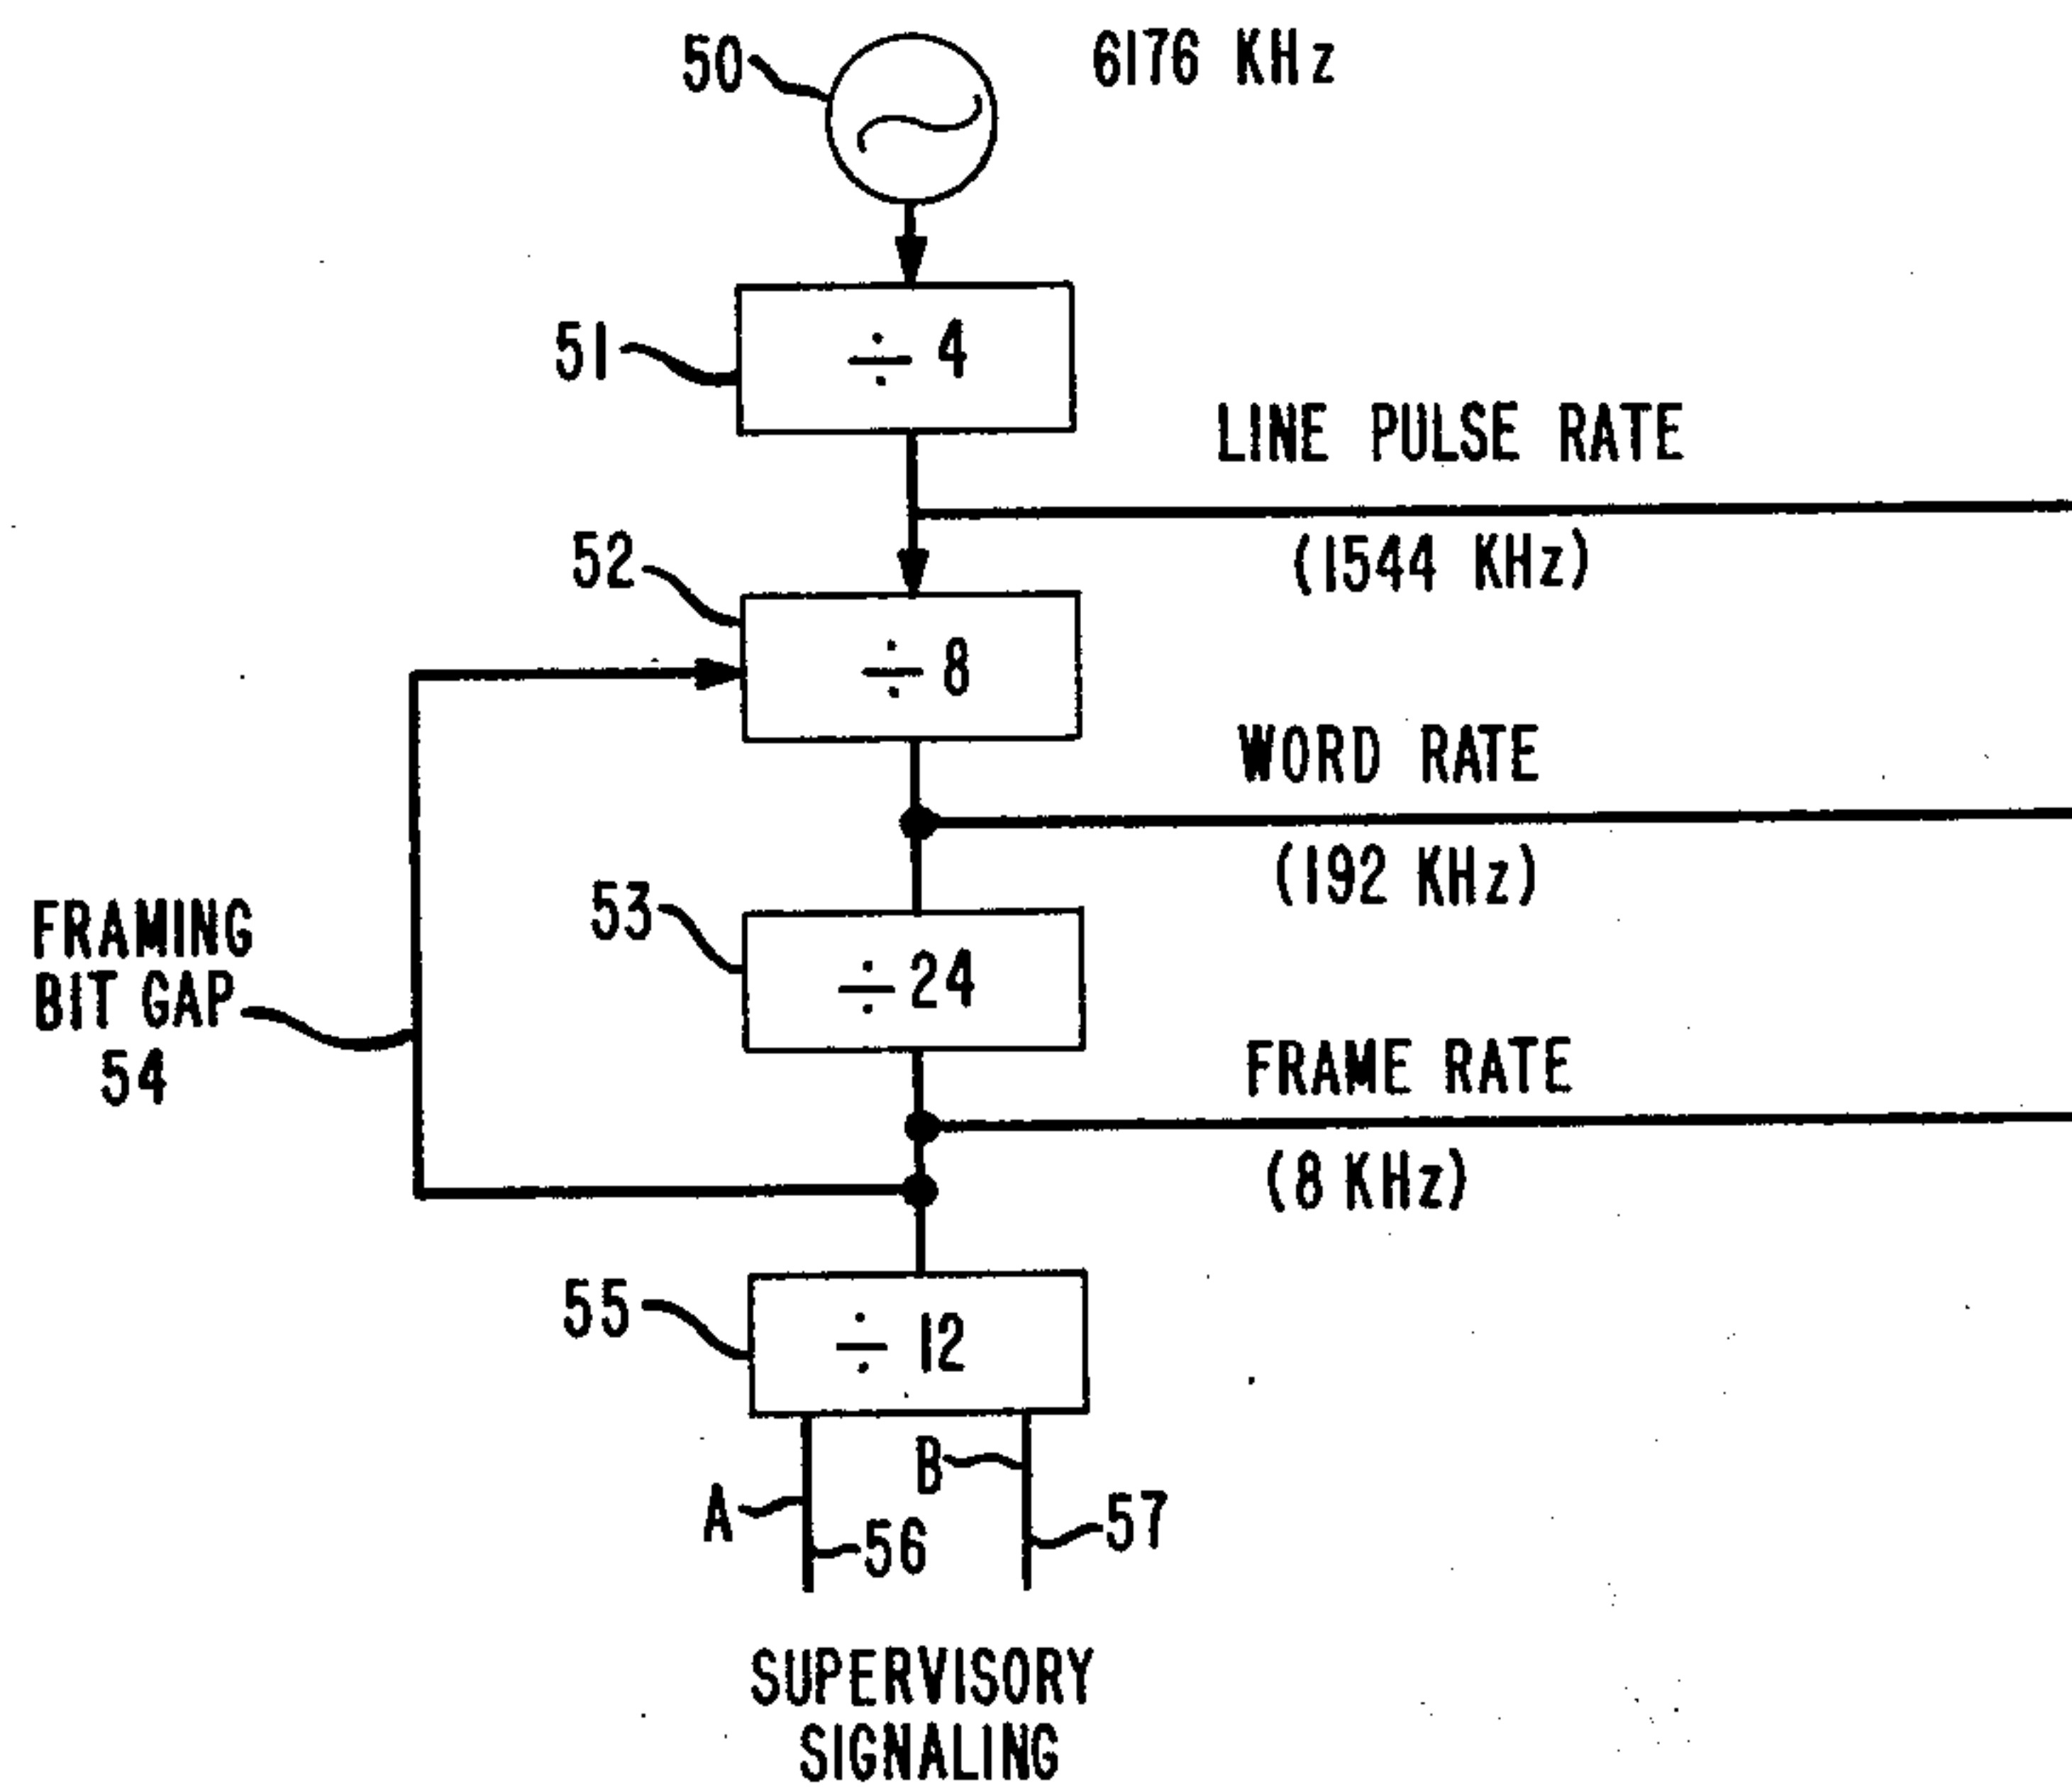 50
6176 KHz
51
÷ 4
LINE PULSE RATE
(1544 KHz)
52
÷ 8
WORD RATE
(192 KHz)
53
÷ 24
FRAMING
BIT GAP
54
FRAME RATE
(8 KHz)
55
÷ 12
A
56
B
57
SUPERVISORY
SIGNALING